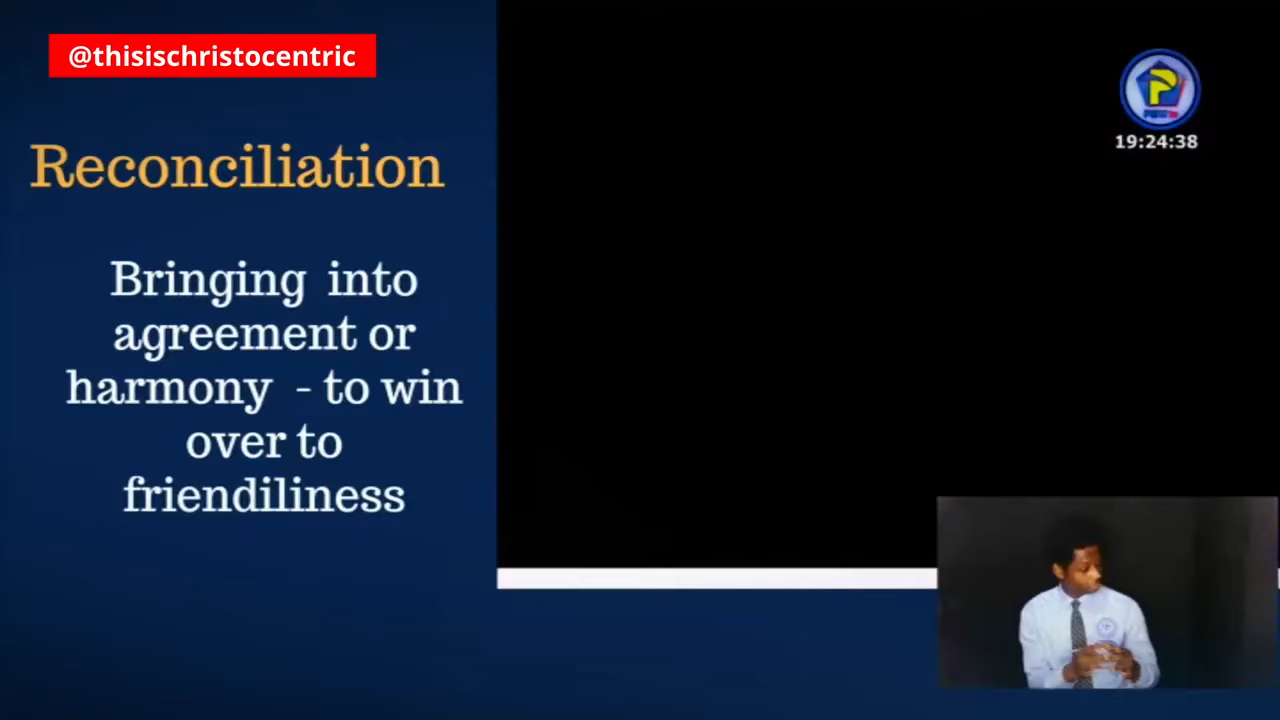 @thisischristocentric
19:24:38
Reconciliation
Bringing into
agreement or
harmony - to win
over to
friendiliness